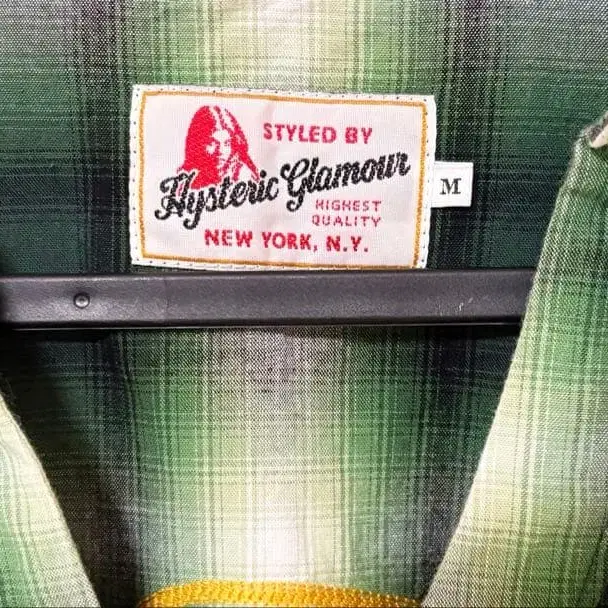 STYLED BY
Hysteric Glamour
HIGHEST
QUALITY
NEW YORK, N.Y.
M